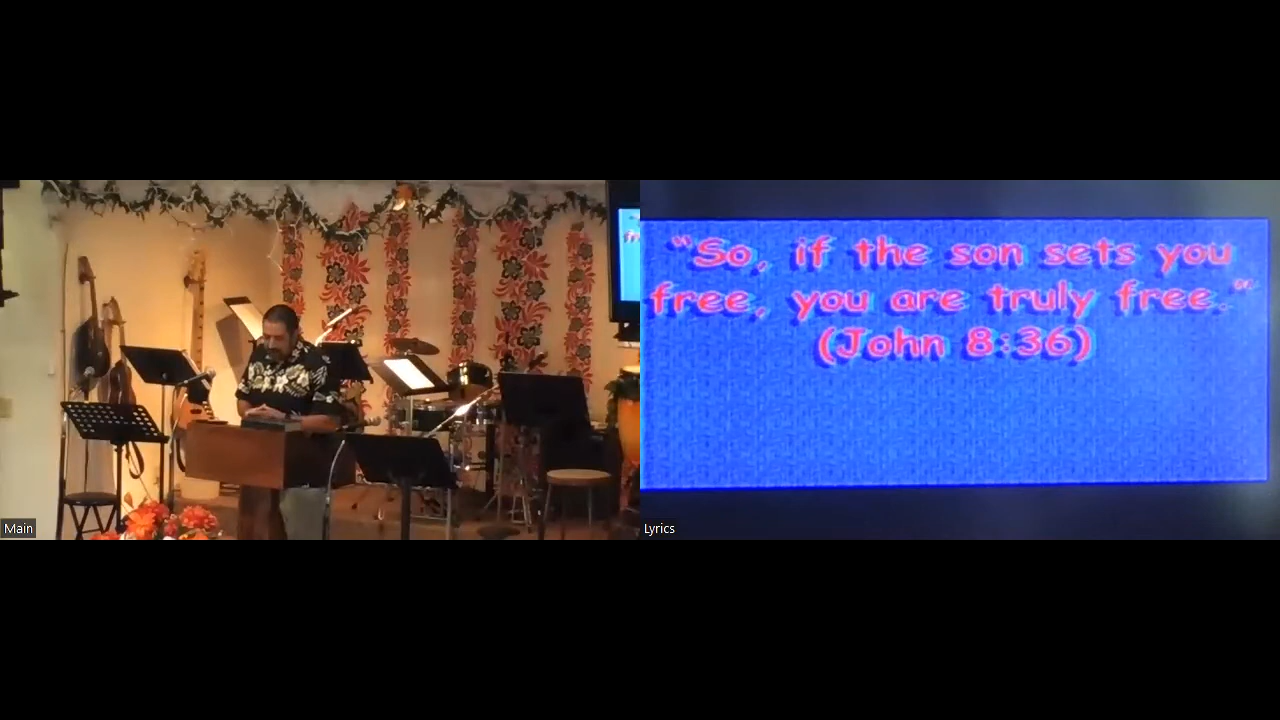 “So, if the son sets you
free, you are truly free.”
(John 8:36)
Main
Lyrics